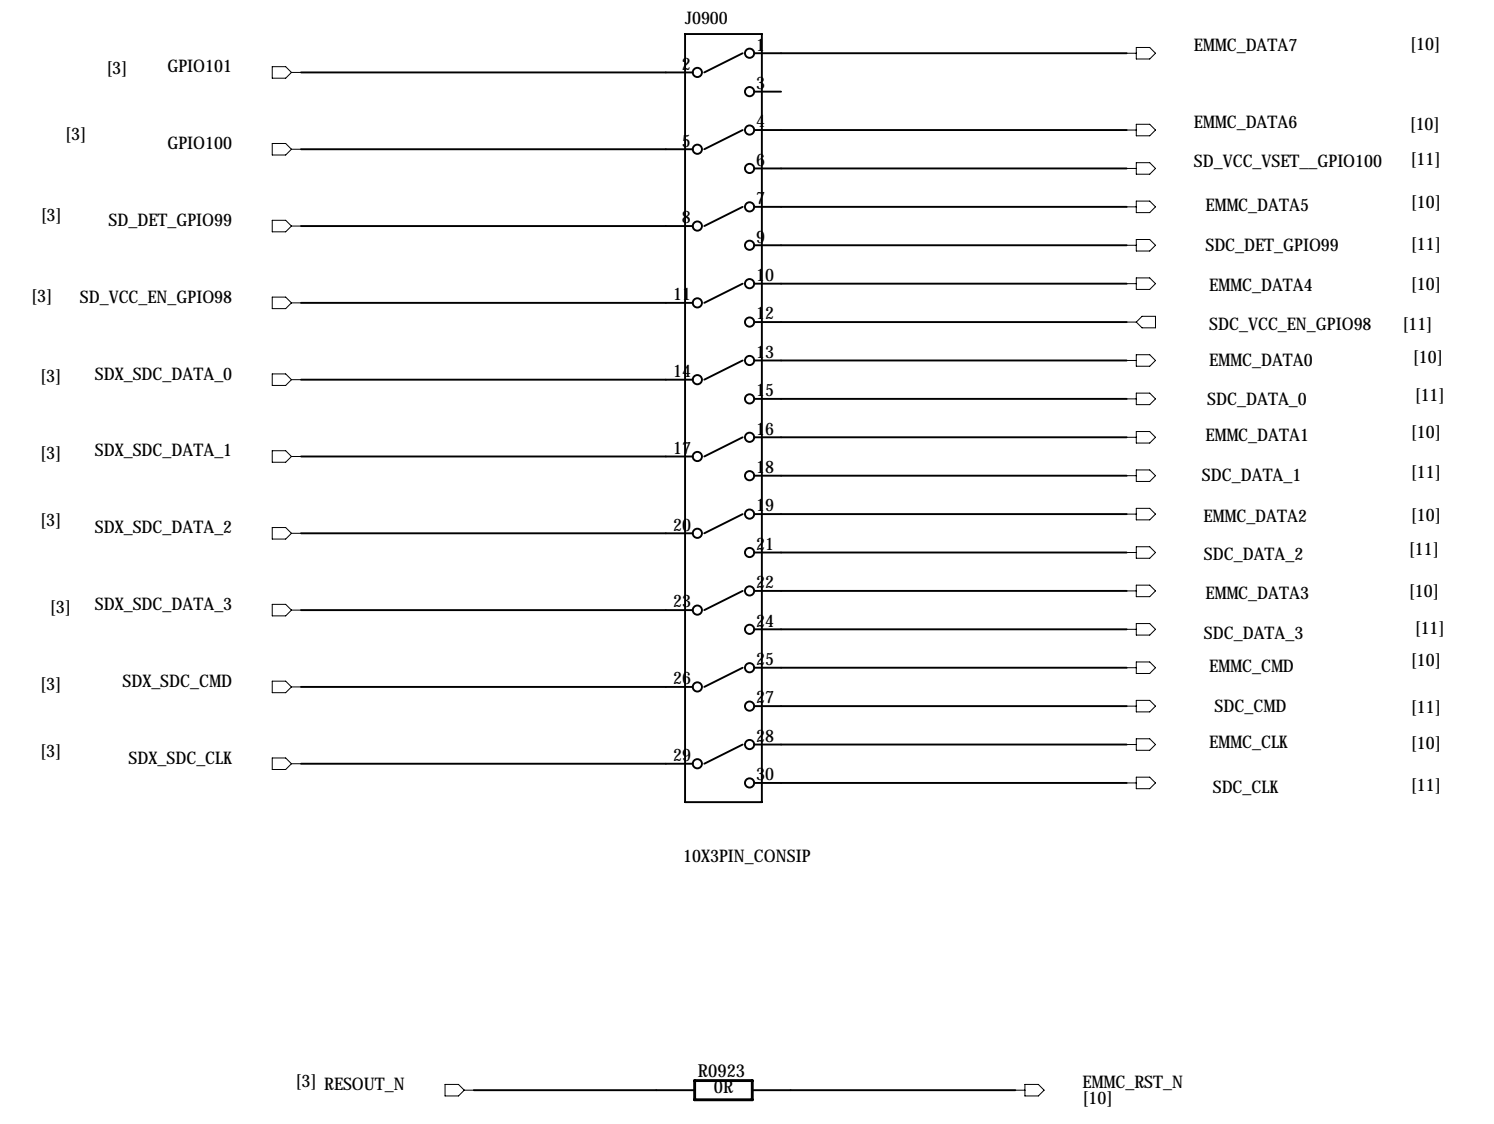 J0900
[3] GPIO101 2 1 EMMC_DATA7 [10]
3
[3] GPIO100 5 4 EMMC_DATA6 [10]
6 SD_VCC_VSET__GPIO100 [11]
[3] SD_DET_GPIO99 8 7 EMMC_DATA5 [10]
9 SDC_DET_GPIO99 [11]
[3] SD_VCC_EN_GPIO98 11 10 EMMC_DATA4 [10]
12 SDC_VCC_EN_GPIO98 [11]
[3] SDX_SDC_DATA_0 14 13 EMMC_DATA0 [10]
15 SDC_DATA_0 [11]
[3] SDX_SDC_DATA_1 17 16 EMMC_DATA1 [10]
18 SDC_DATA_1 [11]
[3] SDX_SDC_DATA_2 20 19 EMMC_DATA2 [10]
21 SDC_DATA_2 [11]
[3] SDX_SDC_DATA_3 23 22 EMMC_DATA3 [10]
24 SDC_DATA_3 [11]
[3] SDX_SDC_CMD 26 25 EMMC_CMD [10]
27 SDC_CMD [11]
[3] SDX_SDC_CLK 29 28 EMMC_CLK [10]
30 SDC_CLK [11]
10X3PIN_CONSIP
R0923
[3] RESOUT_N 0R EMMC_RST_N
[10]